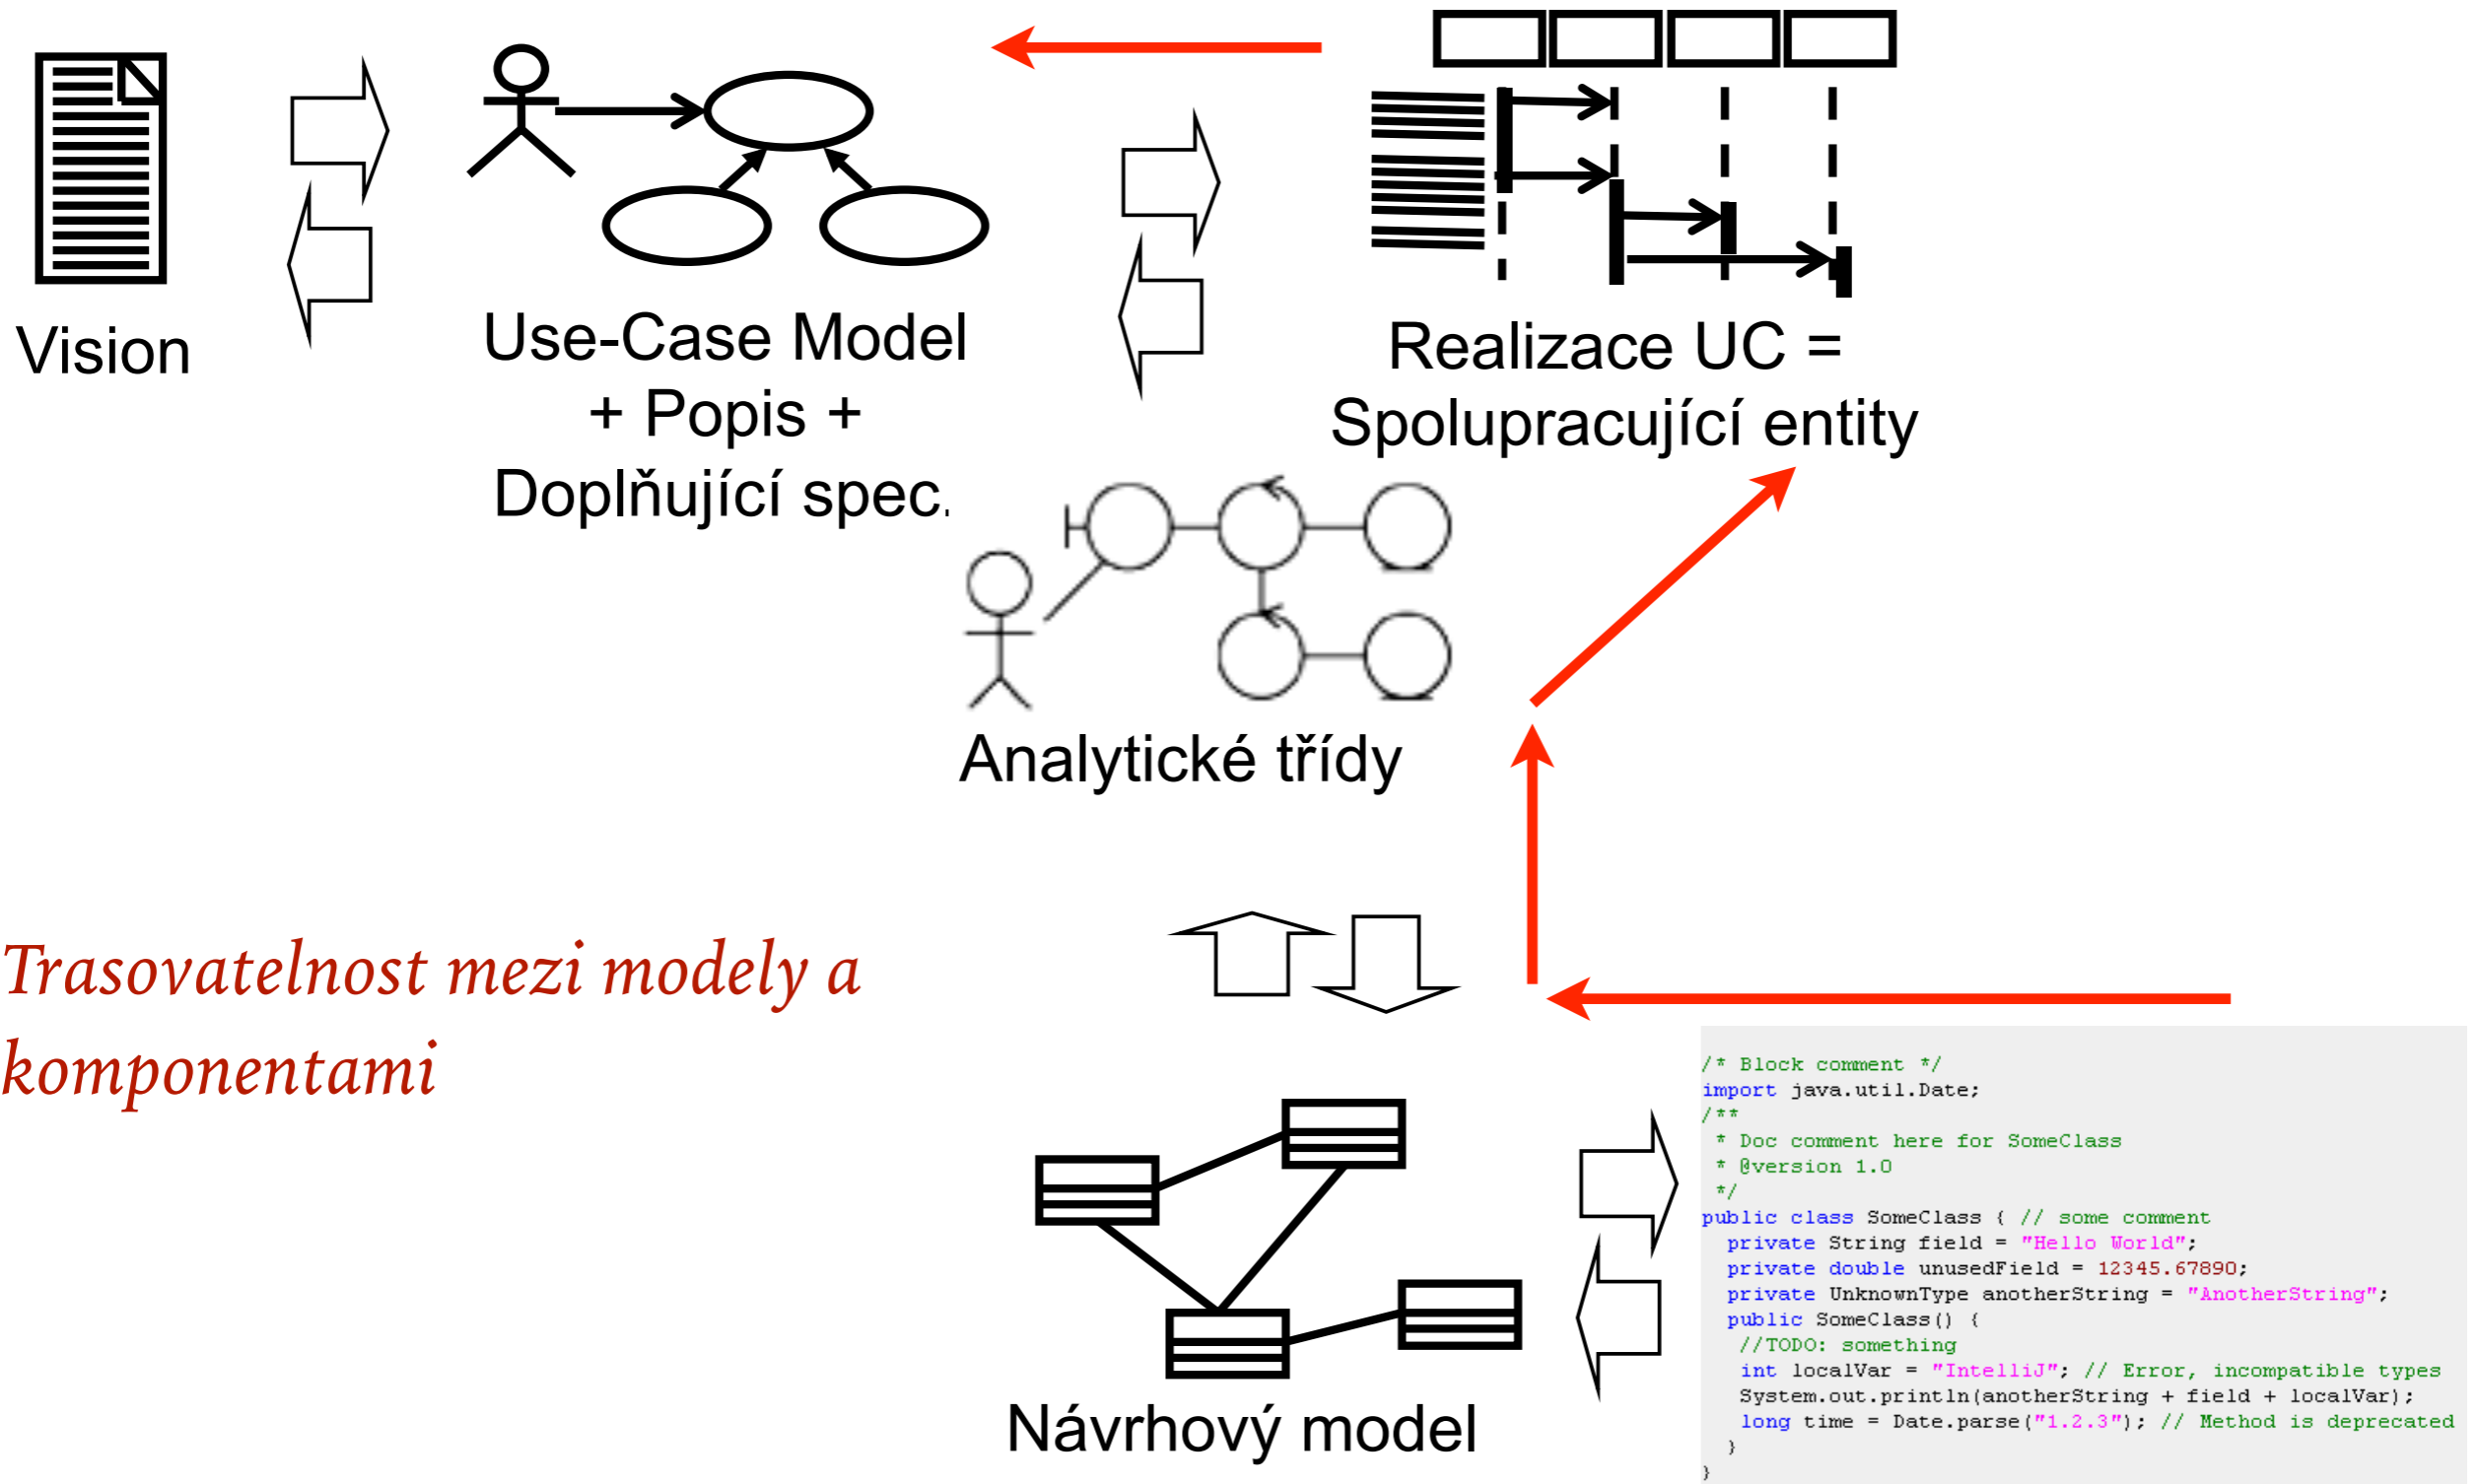 Vision
Use-Case Model
+ Popis +
Doplňující spec.
Realizace UC =
Spolupracující entity
Analytické třídy
Trasovatelnost mezi modely a
komponentami
Návrhový model
/* Block comment */
import java.util.Date;
/**
* Doc comment here for SomeClass
* @version 1.0
*/
public class SomeClass { // some comment
private String field = "Hello World";
private double unusedField = 12345.67890;
private UnknownType anotherString = "AnotherString";
public SomeClass() {
//TODO: something
int localVar = "IntelliJ"; // Error, incompatible types
System.out.println(anotherString + field + localVar);
long time = Date.parse("1.2.3"); // Method is deprecated
}
}